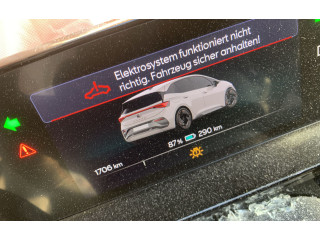 Elektrosystem funktioniert nicht
richtig. Fahrzeug sicher anhalten!
87% 290 km
1706 km
D